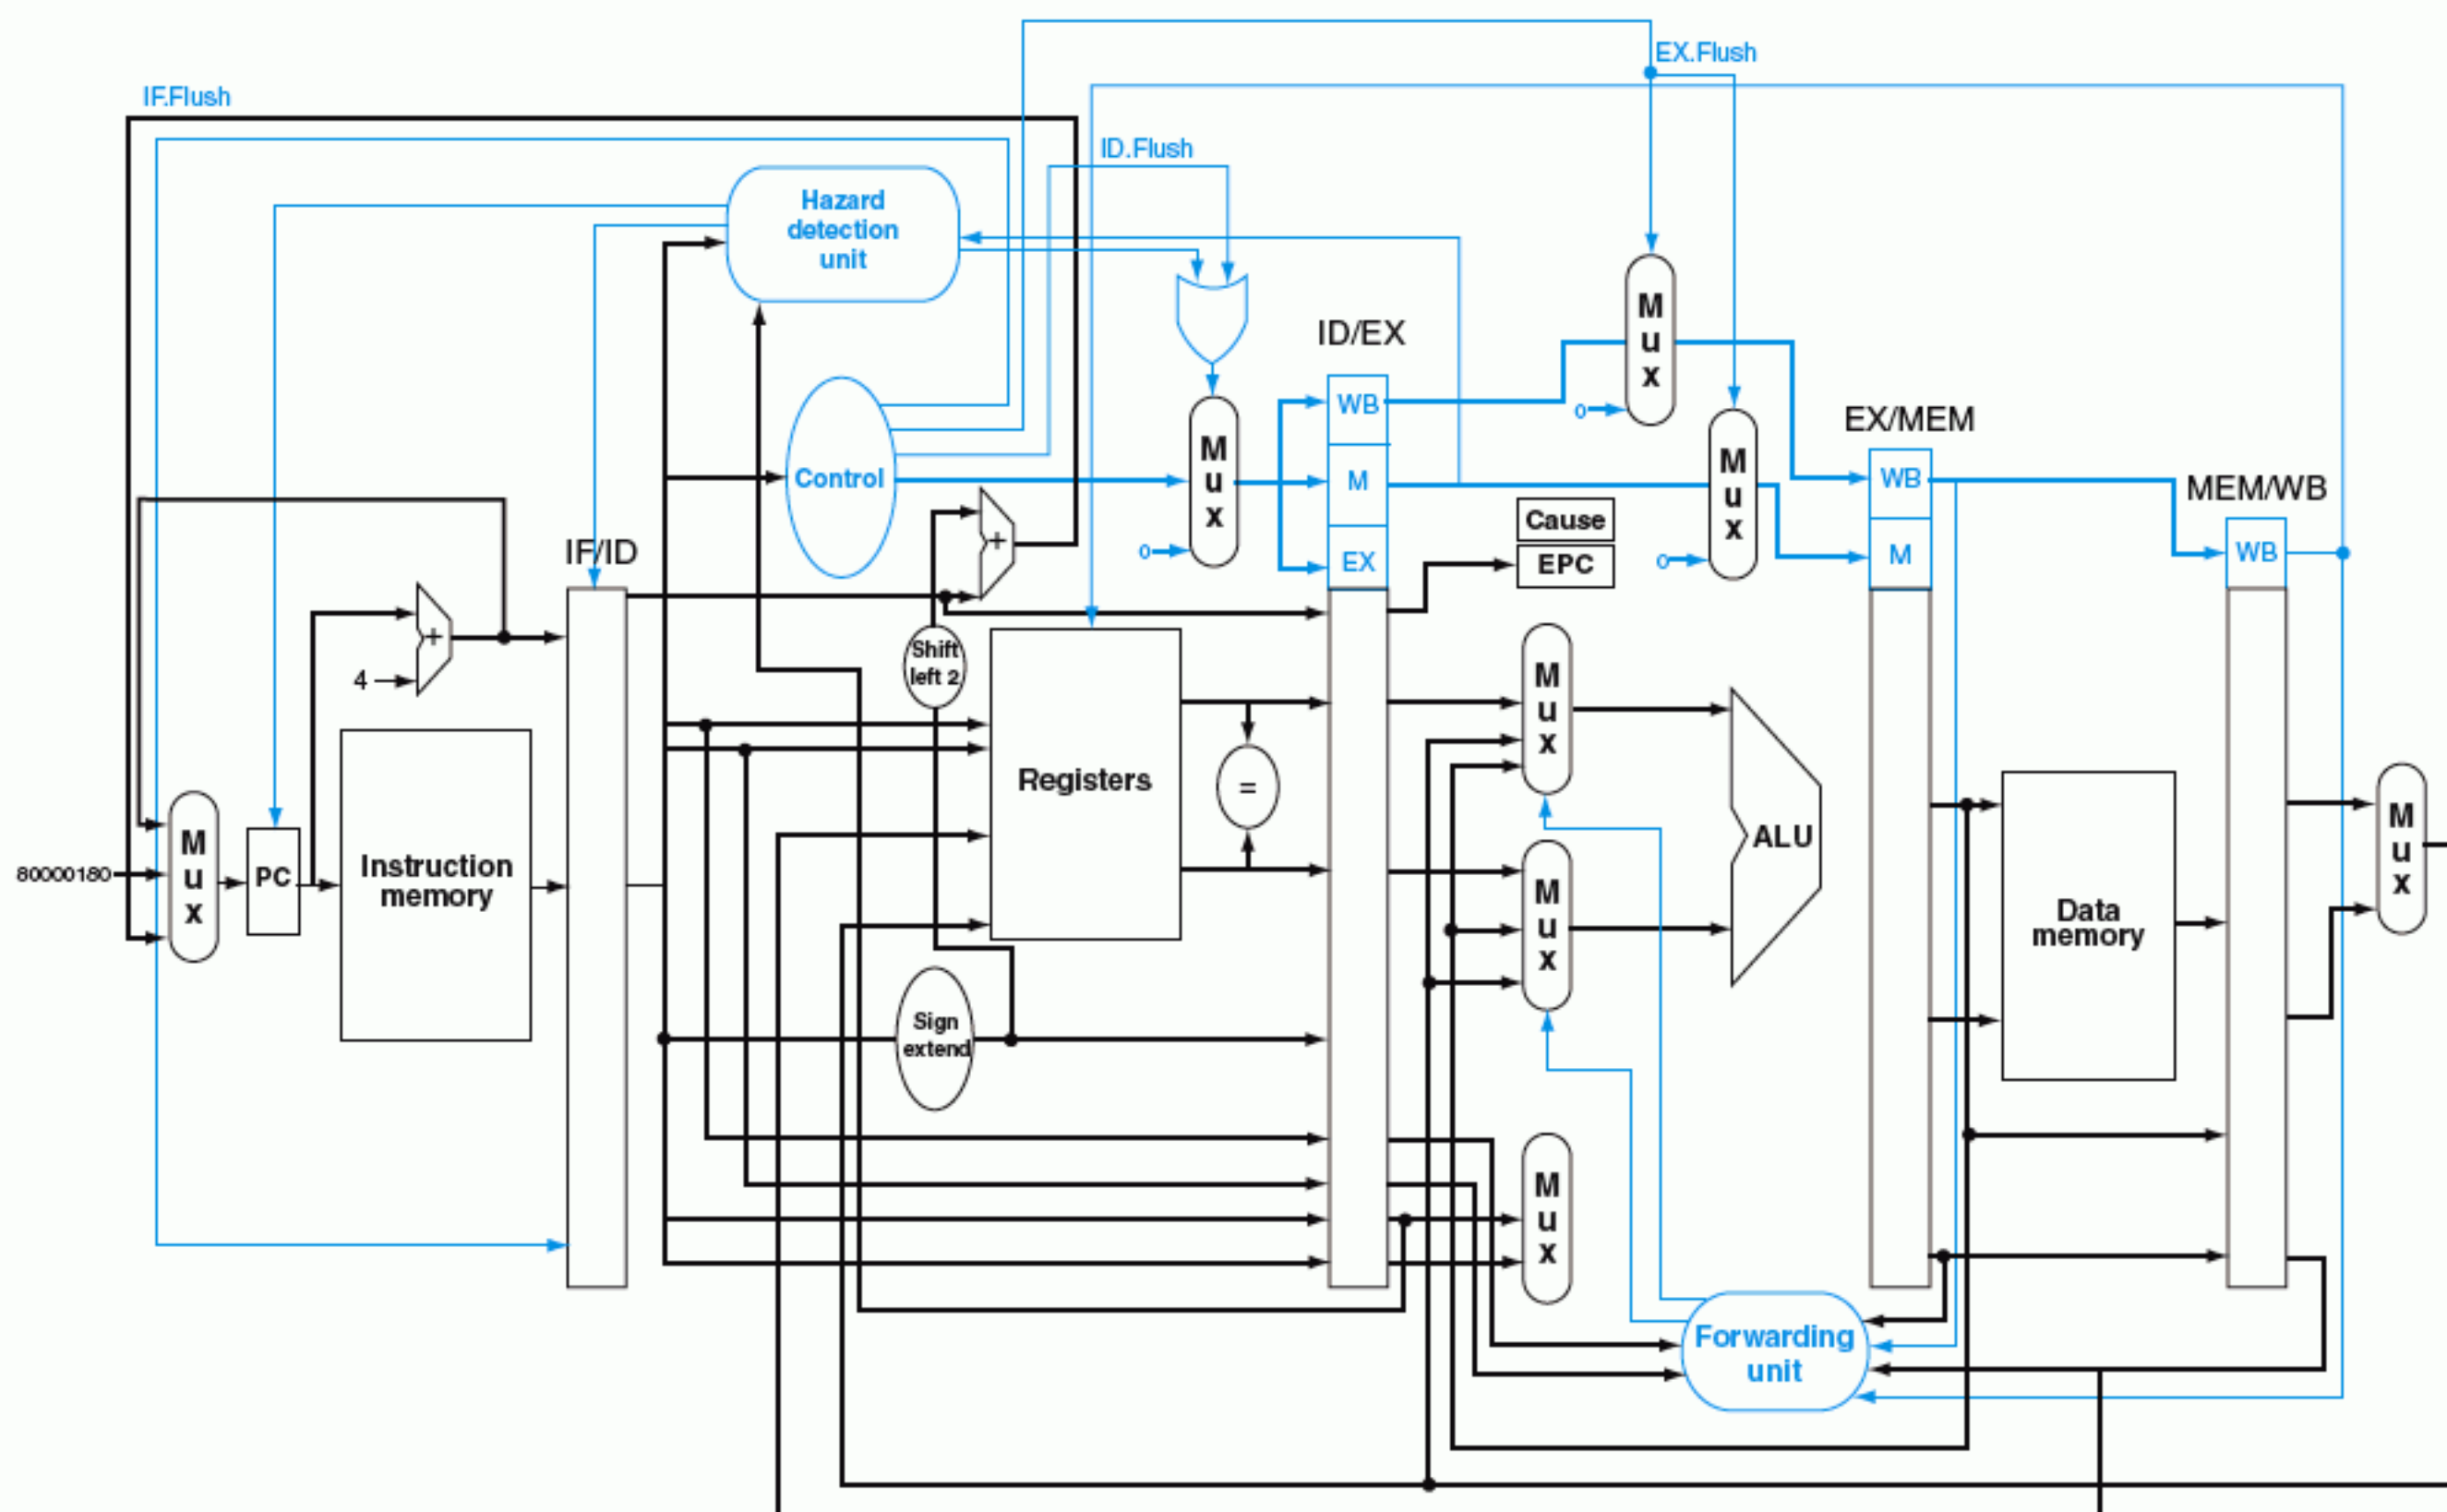 EX.Flush
IF.Flush
ID.Flush
Hazard
detection
unit
ID/EX
M
u
x
WB
0
M
u
x
EX/MEM
M
u
x
Control
M
WB
MEM/WB
Cause
+
IF/ID
0
EX
EPC
0
M
WB
+
4
Shift
left 2
M
u
x
Registers
=
M
u
x
80000180
PC
Instruction
memory
ALU
M
u
x
M
u
x
Data
memory
Sign
extend
M
u
x
Forwarding
unit